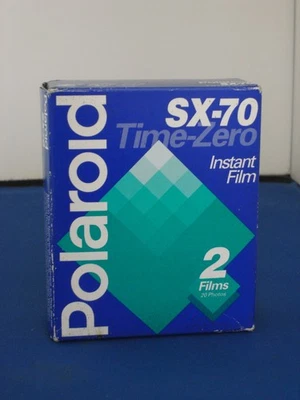 Polaroid
SX-70
Time-Zero
Instant
Film
2
Films
20 Photos